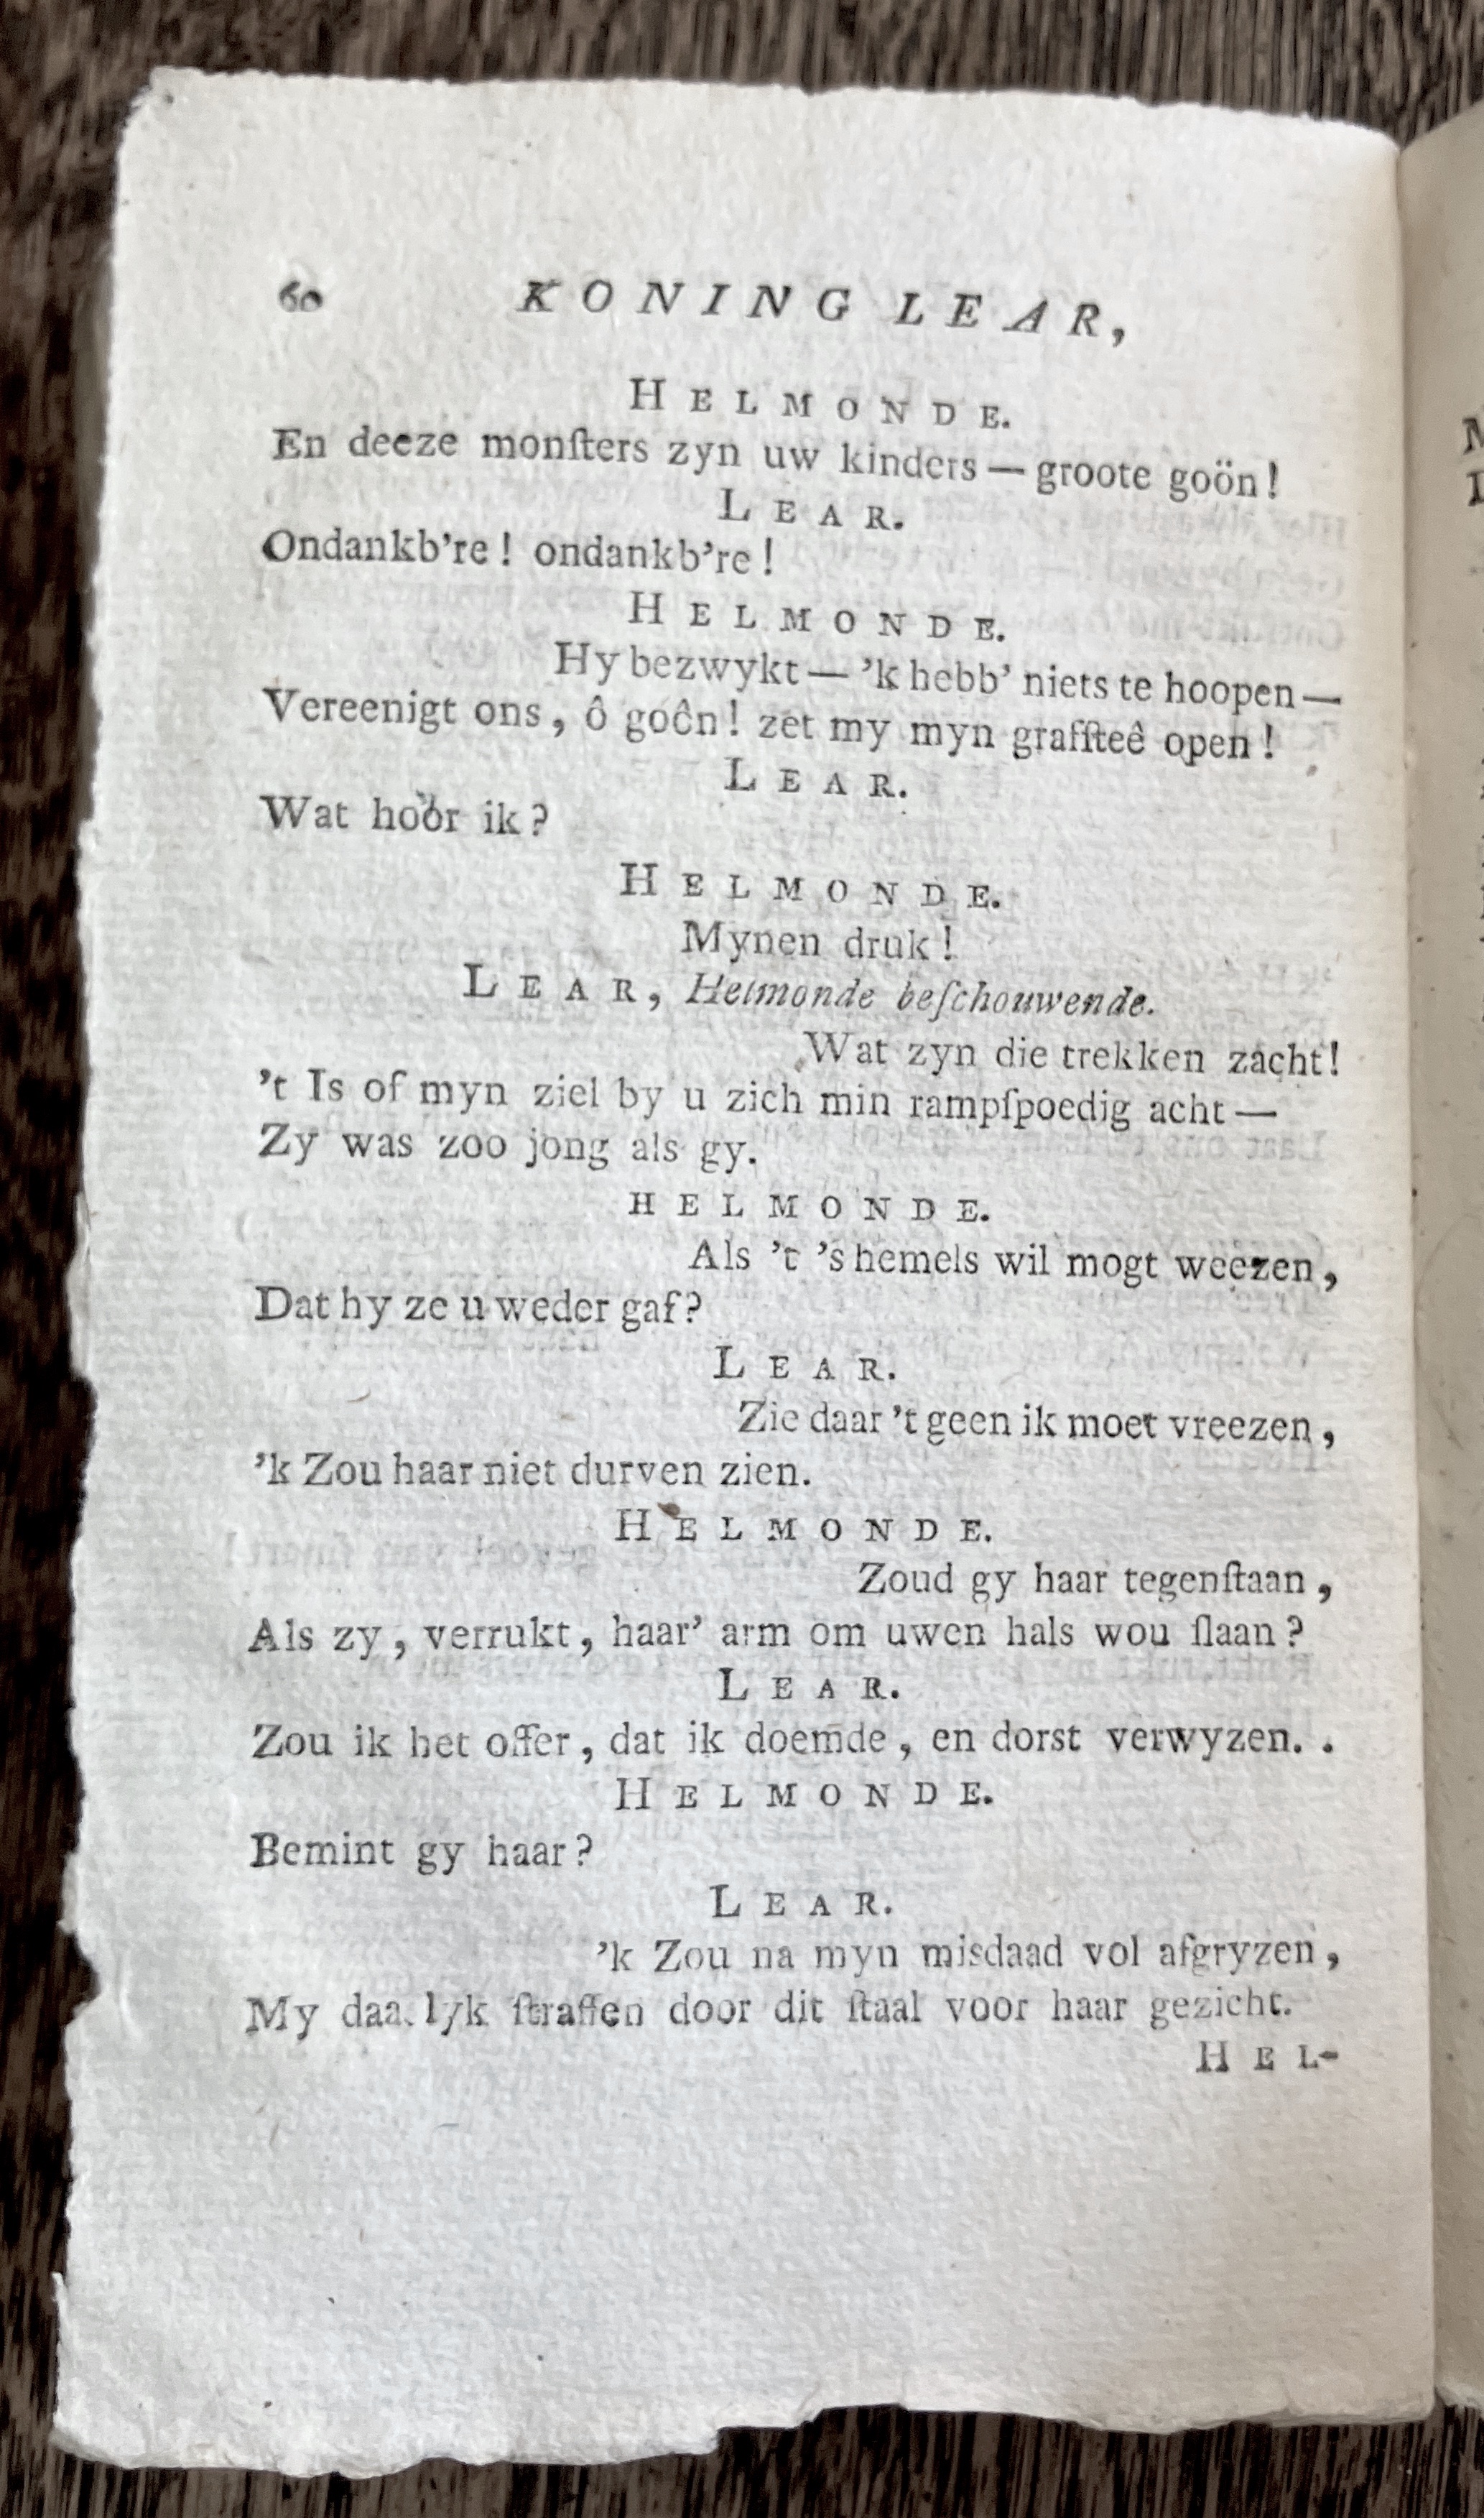 60 KONING LEAR,
HELMONDE.
En deeze monſters zyn uw kinders — groote goön!
LEAR.
Ondankb’re! ondankb’re!
HELMONDE.
Hy bezwykt — ’k hebb’ niets te hoopen —
Vereenigt ons, ô goôn! zet my myn grafſteê open!
LEAR.
Wat hoor ik?
HELMONDE.
Mynen druk!
LEAR, Helmonde beſchouwende.
Wat zyn die trekken zacht!
’t Is of myn ziel by u zich min rampſpoedig acht —
Zy was zoo jong als gy.
HELMONDE.
Als ’t ’s hemels wil mogt weezen,
Dat hy ze u weder gaf?
LEAR.
Zie daar ’t geen ik moet vreezen,
’k Zou haar niet durven zien.
HELMONDE.
Zoud gy haar tegenſtaan,
Als zy, verrukt, haar’ arm om uwen hals wou ſlaan?
LEAR.
Zou ik het offer, dat ik doemde, en dorst verwyzen. .
HELMONDE.
Bemint gy haar?
LEAR.
’k Zou na myn misdaad vol afgryzen,
My daa.lyk ſtraffen door dit ſtaal voor haar gezicht.
HEL-